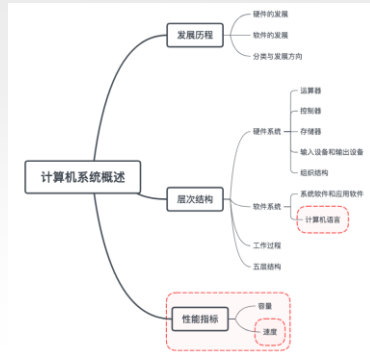 计算机系统概述
发展历程
硬件的发展
软件的发展
分类与发展方向
层次结构
硬件系统
运算器
控制器
存储器
输入设备和输出设备
组织结构
软件系统
系统软件和应用软件
计算机语言
工作过程
五层结构
性能指标
容量
速度